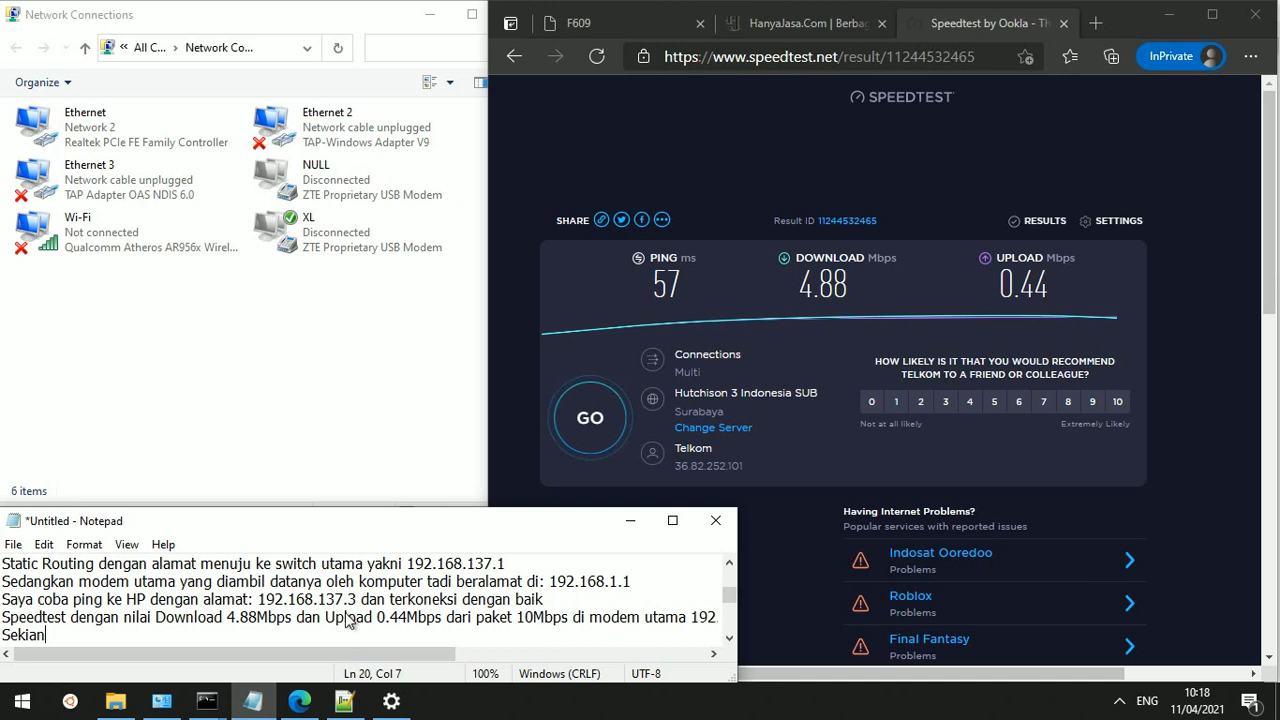 Network Connections
All C...
Network Co...
Organize
Ethernet
Network 2
Realtek PCIe FE Family Controller
Ethernet 2
Network cable unplugged
TAP-Windows Adapter V9
Ethernet 3
Network cable unplugged
TAP Adapter OAS NDIS 6.0
NULL
Disconnected
ZTE Proprietary USB Modem
Wi-Fi
Not connected
Qualcomm Atheros AR956x Wirel...
XL
Disconnected
ZTE Proprietary USB Modem
6 items
F609
HanyaJasa.Com | Berbag
Speedtest by Ookla - Th
https://www.speedtest.net/result/11244532465
InPrivate
SPEEDTEST
SHARE
Result ID 11244532465
RESULTS
SETTINGS
PING ms
57
DOWNLOAD Mbps
4.88
UPLOAD Mbps
0.44
GO
Connections
Multi
Hutchison 3 Indonesia SUB
Surabaya
Change Server
Telkom
36.82.252.101
HOW LIKELY IS IT THAT YOU WOULD RECOMMEND
TELKOM TO A FRIEND OR COLLEAGUE?
0 1 2 3 4 5 6 7 8 9 10
Not at all likely
Extremely Likely
Having Internet Problems?
Popular services with reported issues
Indosat Ooredoo
Problems
Roblox
Problems
Final Fantasy
Problems
*Untitled - Notepad
File Edit Format View Help
Static Routing dengan alamat menuju ke switch utama yakni 192.168.137.1
Sedangkan modem utama yang diambil datanya oleh komputer tadi beralamat di: 192.168.1.1
Saya coba ping ke HP dengan alamat: 192.168.137.3 dan terkoneksi dengan baik
Speedtest dengan nilai Download 4.88Mbps dan Upload 0.44Mbps dari paket 10Mbps di modem utama 192.
Sekian
Ln 20, Col 7
100%
Windows (CRLF)
UTF-8
ENG
10:18
11/04/2021
1